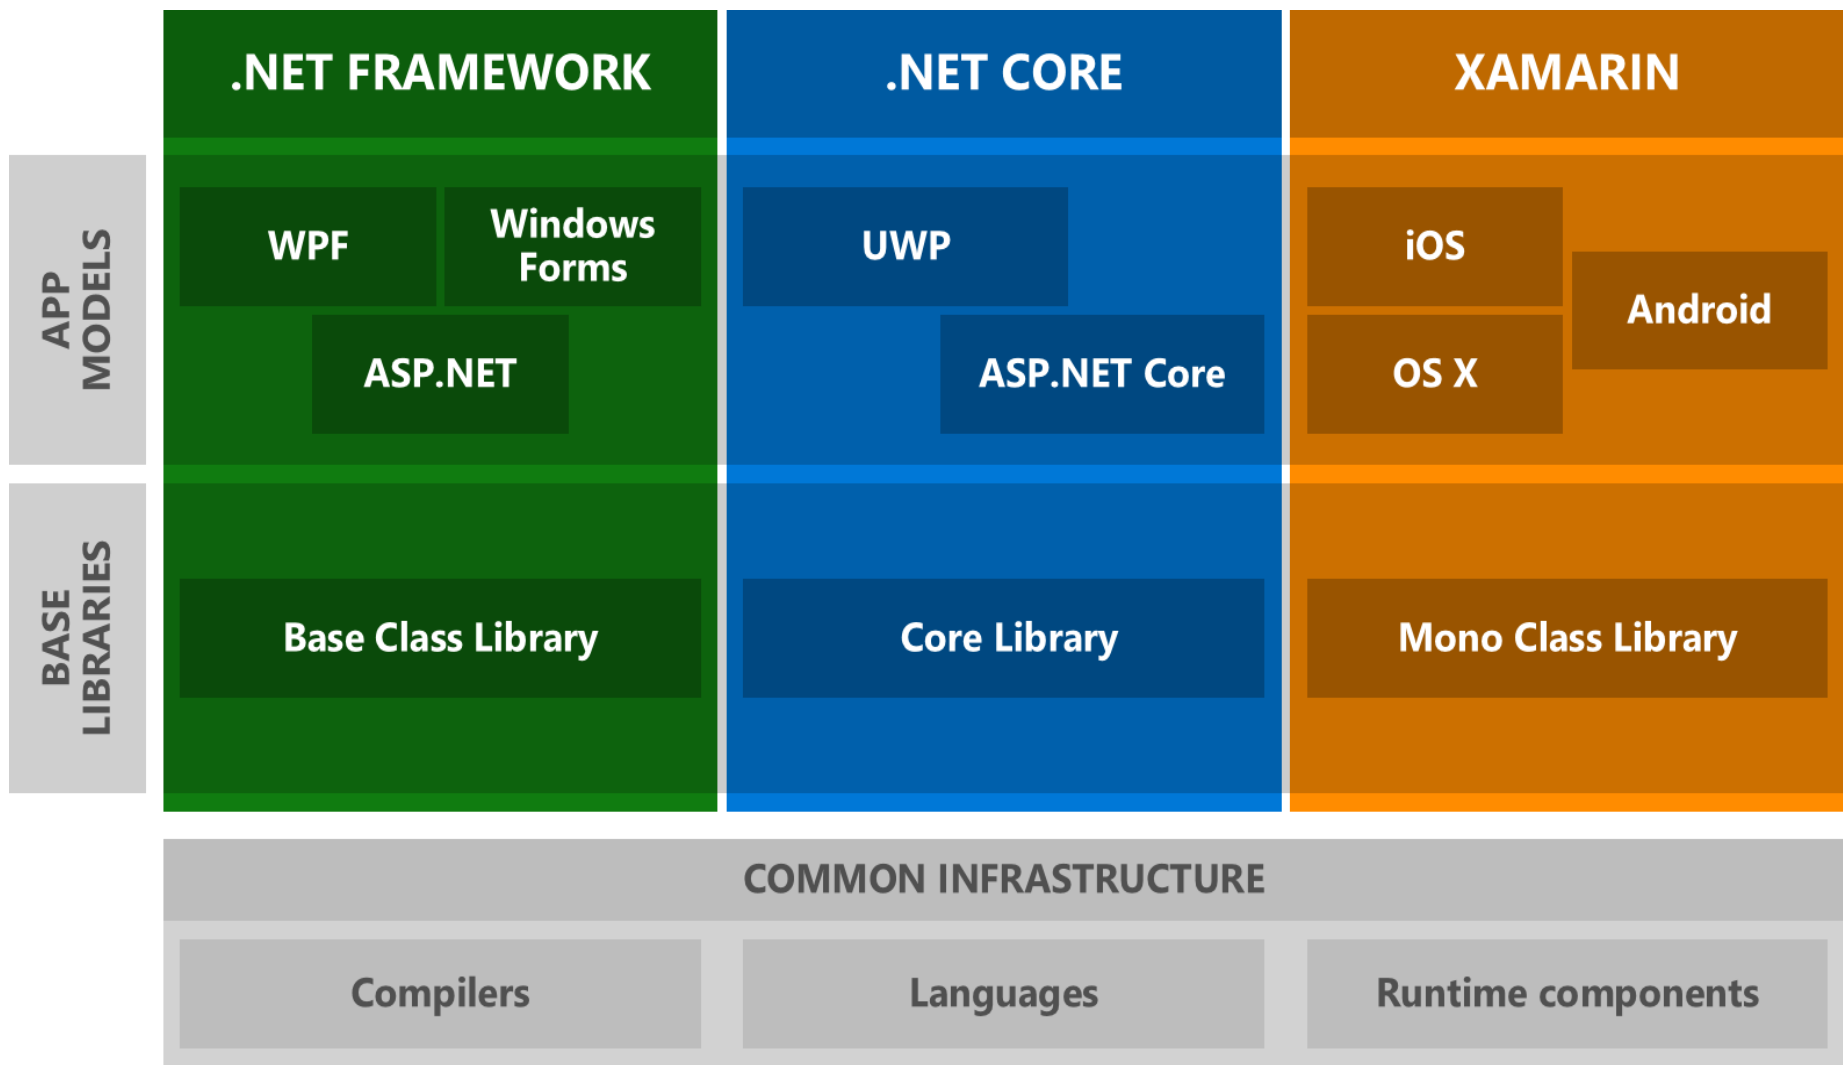 .NET FRAMEWORK
.NET CORE
XAMARIN
APP
MODELS
WPF
Windows
Forms
ASP.NET
UWP
ASP.NET Core
iOS
Android
OS X
BASE
LIBRARIES
Base Class Library
Core Library
Mono Class Library
COMMON INFRASTRUCTURE
Compilers
Languages
Runtime components